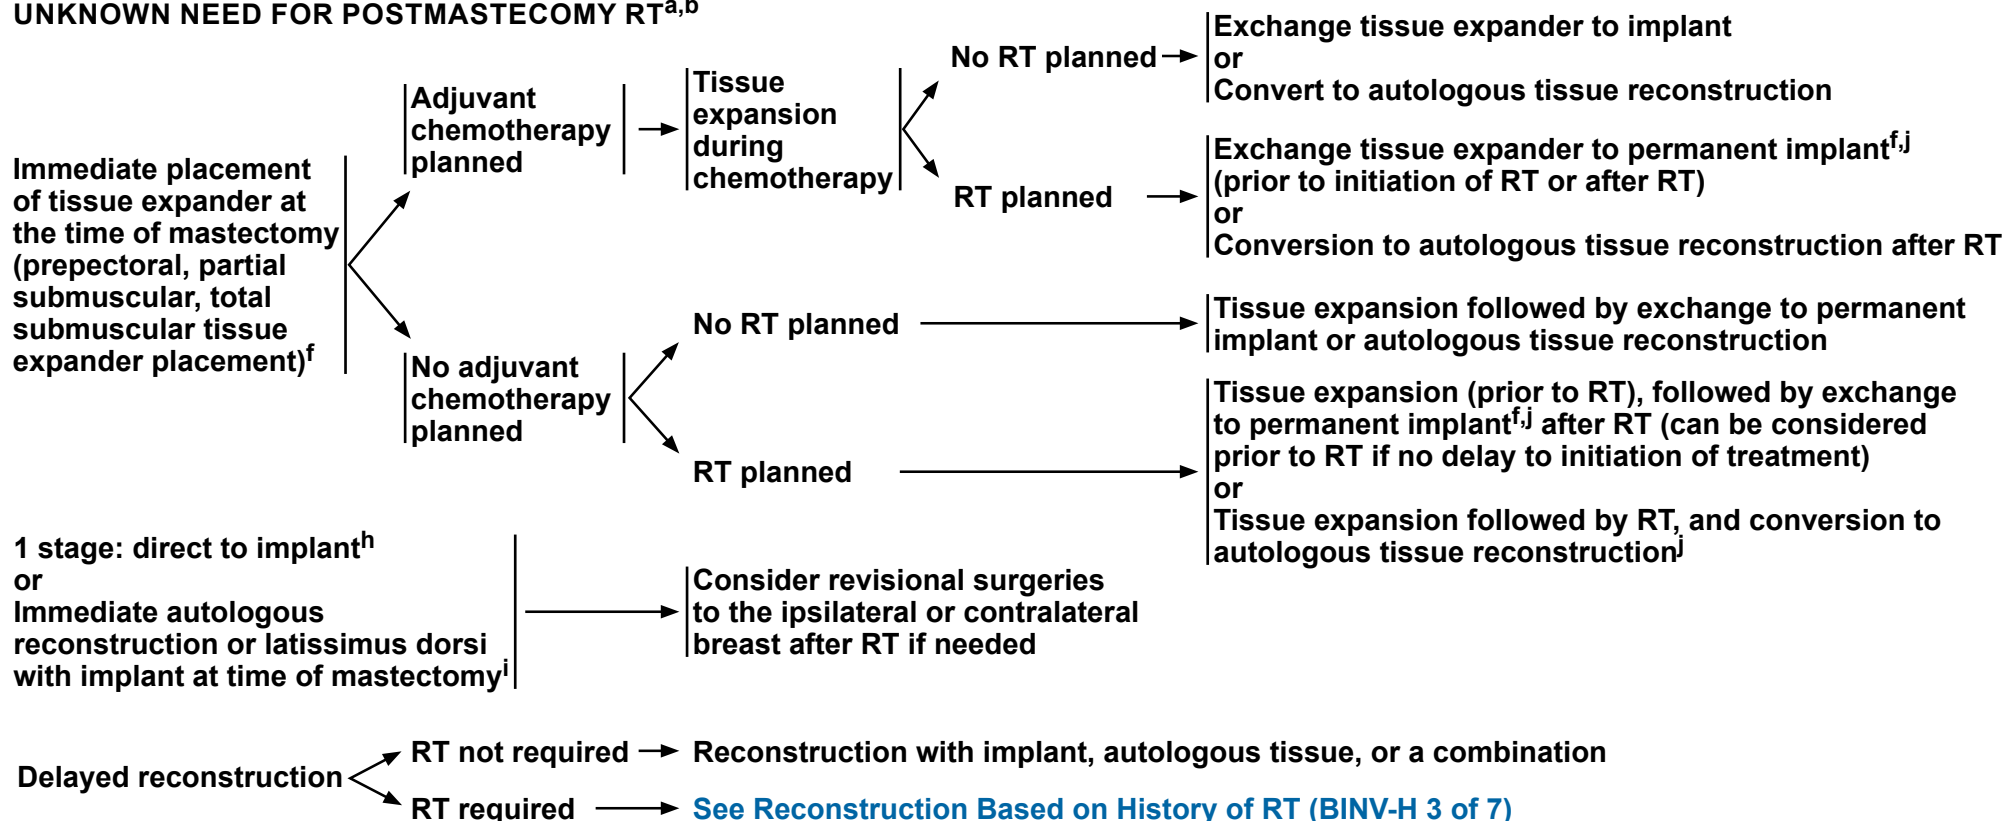 UNKNOWN NEED FOR POSTMASTECOMY RTa,b
Immediate placement
of tissue expander at
the time of mastectomy
(prepectoral, partial
submuscular, total
submuscular tissue
expander placement)f
Adjuvant
chemotherapy
planned
Tissue
expansion
during
chemotherapy
No RT planned
Exchange tissue expander to implant
or
Convert to autologous tissue reconstruction
RT planned
Exchange tissue expander to permanent implantf,j
(prior to initiation of RT or after RT)
or
Conversion to autologous tissue reconstruction after RT
No adjuvant
chemotherapy
planned
No RT planned
Tissue expansion followed by exchange to permanent
implant or autologous tissue reconstruction
RT planned
Tissue expansion (prior to RT), followed by exchange
to permanent implantf,j after RT (can be considered
prior to RT if no delay to initiation of treatment)
or
Tissue expansion followed by RT, and conversion to
autologous tissue reconstructionj
1 stage: direct to implanth
or
Immediate autologous
reconstruction or latissimus dorsi
with implant at time of mastectomyi
Consider revisional surgeries
to the ipsilateral or contralateral
breast after RT if needed
Delayed reconstruction
RT not required
Reconstruction with implant, autologous tissue, or a combination
RT required
See Reconstruction Based on History of RT (BINV-H 3 of 7)